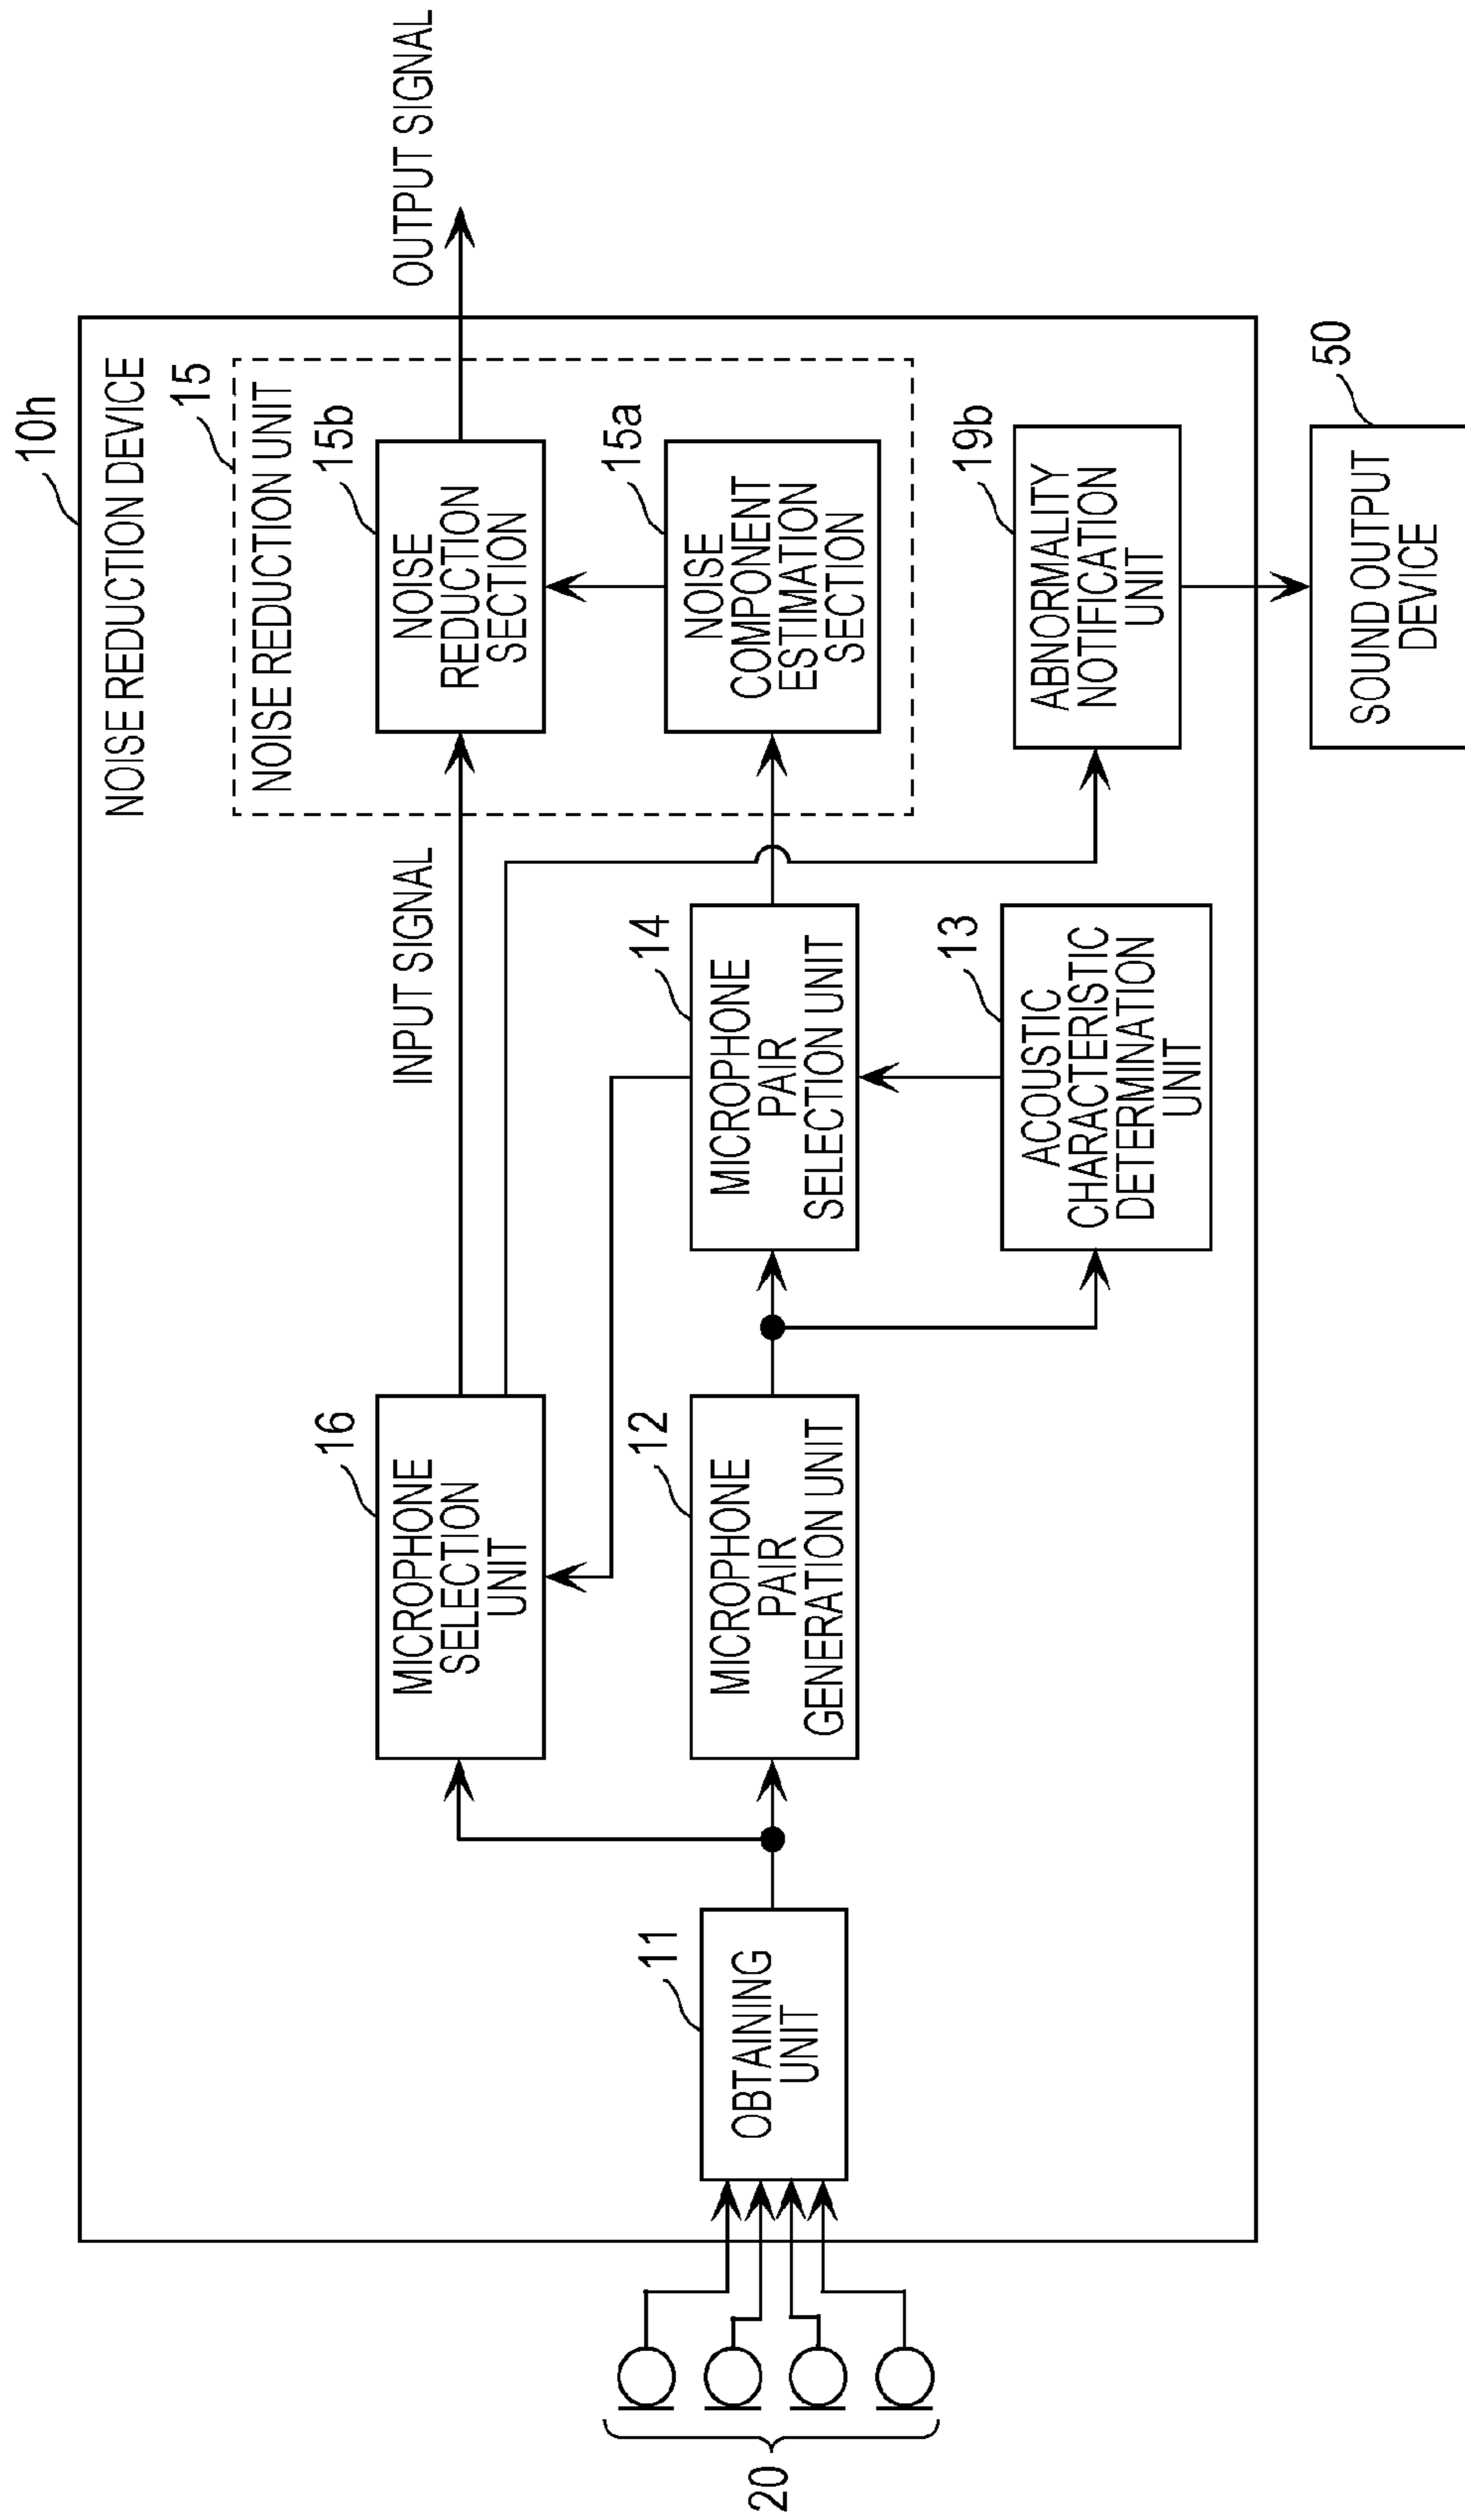 10h
NOISE REDUCTION DEVICE
15
NOISE REDUCTION UNIT
16
MICROPHONE
SELECTION
UNIT
INPUT SIGNAL
15b
NOISE
REDUCTION
SECTION
OUTPUT SIGNAL
20
11
OBTAINING
UNIT
12
MICROPHONE
PAIR
GENERATION UNIT
14
MICROPHONE
PAIR
SELECTION UNIT
15a
NOISE
COMPONENT
ESTIMATION
SECTION
13
ACOUSTIC
CHARACTERISTIC
DETERMINATION
UNIT
19b
ABNORMALITY
NOTIFICATION
UNIT
50
SOUND OUTPUT
DEVICE